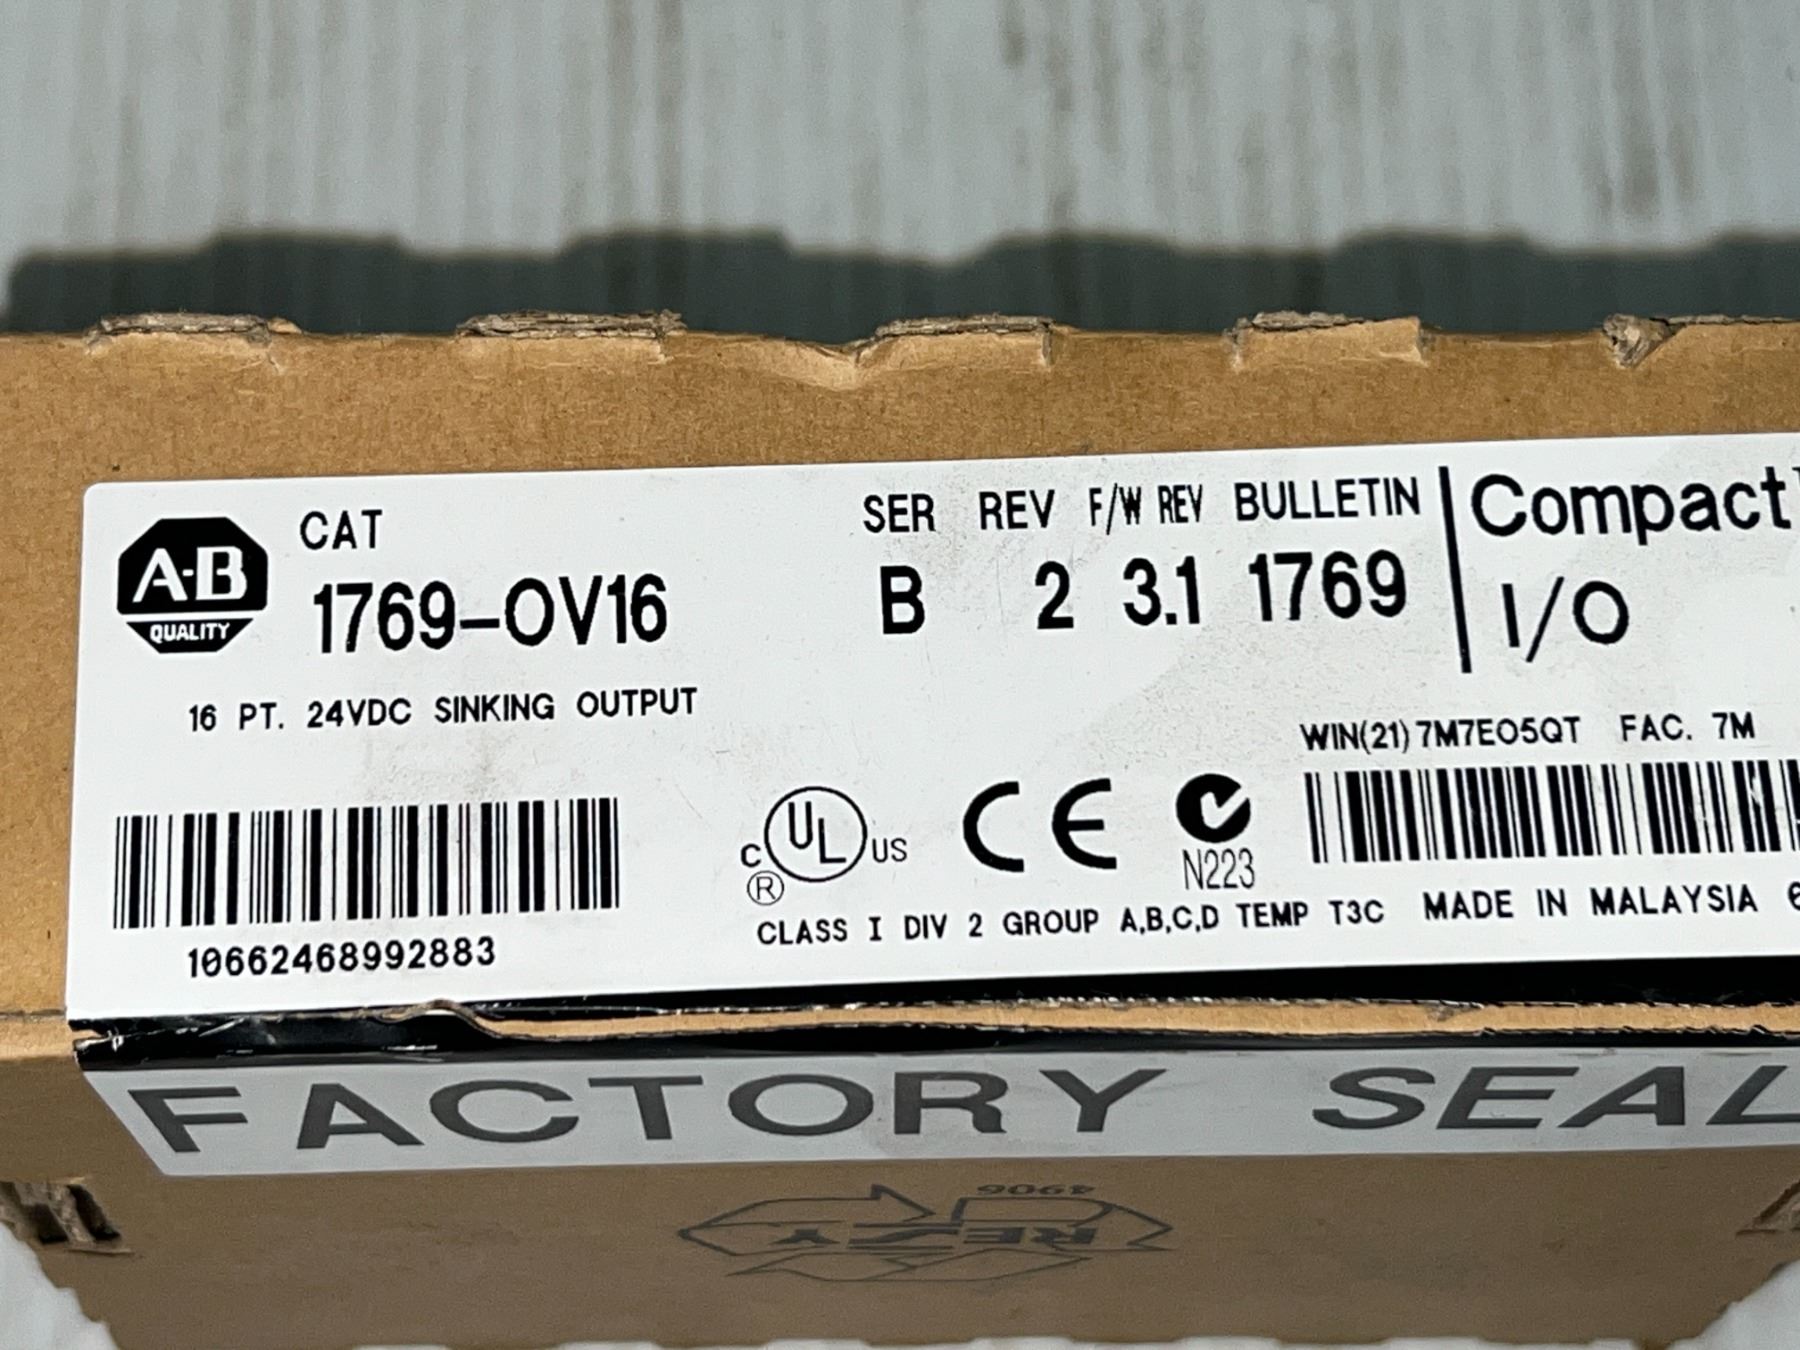 A-B
QUALITY
CAT
1769-OV16
SER REV F/W REV BULLETIN
B 2 3.1 1769
Compact
I/O
16 PT. 24VDC SINKING OUTPUT
WIN(21) 7M7EO5QT FAC. 7M
10662468992883
C UL US
®
CE
N223
CLASS I DIV 2 GROUP A,B,C,D TEMP T3C MADE IN MALAYSIA
FACTORY SEAL
4906
RESY